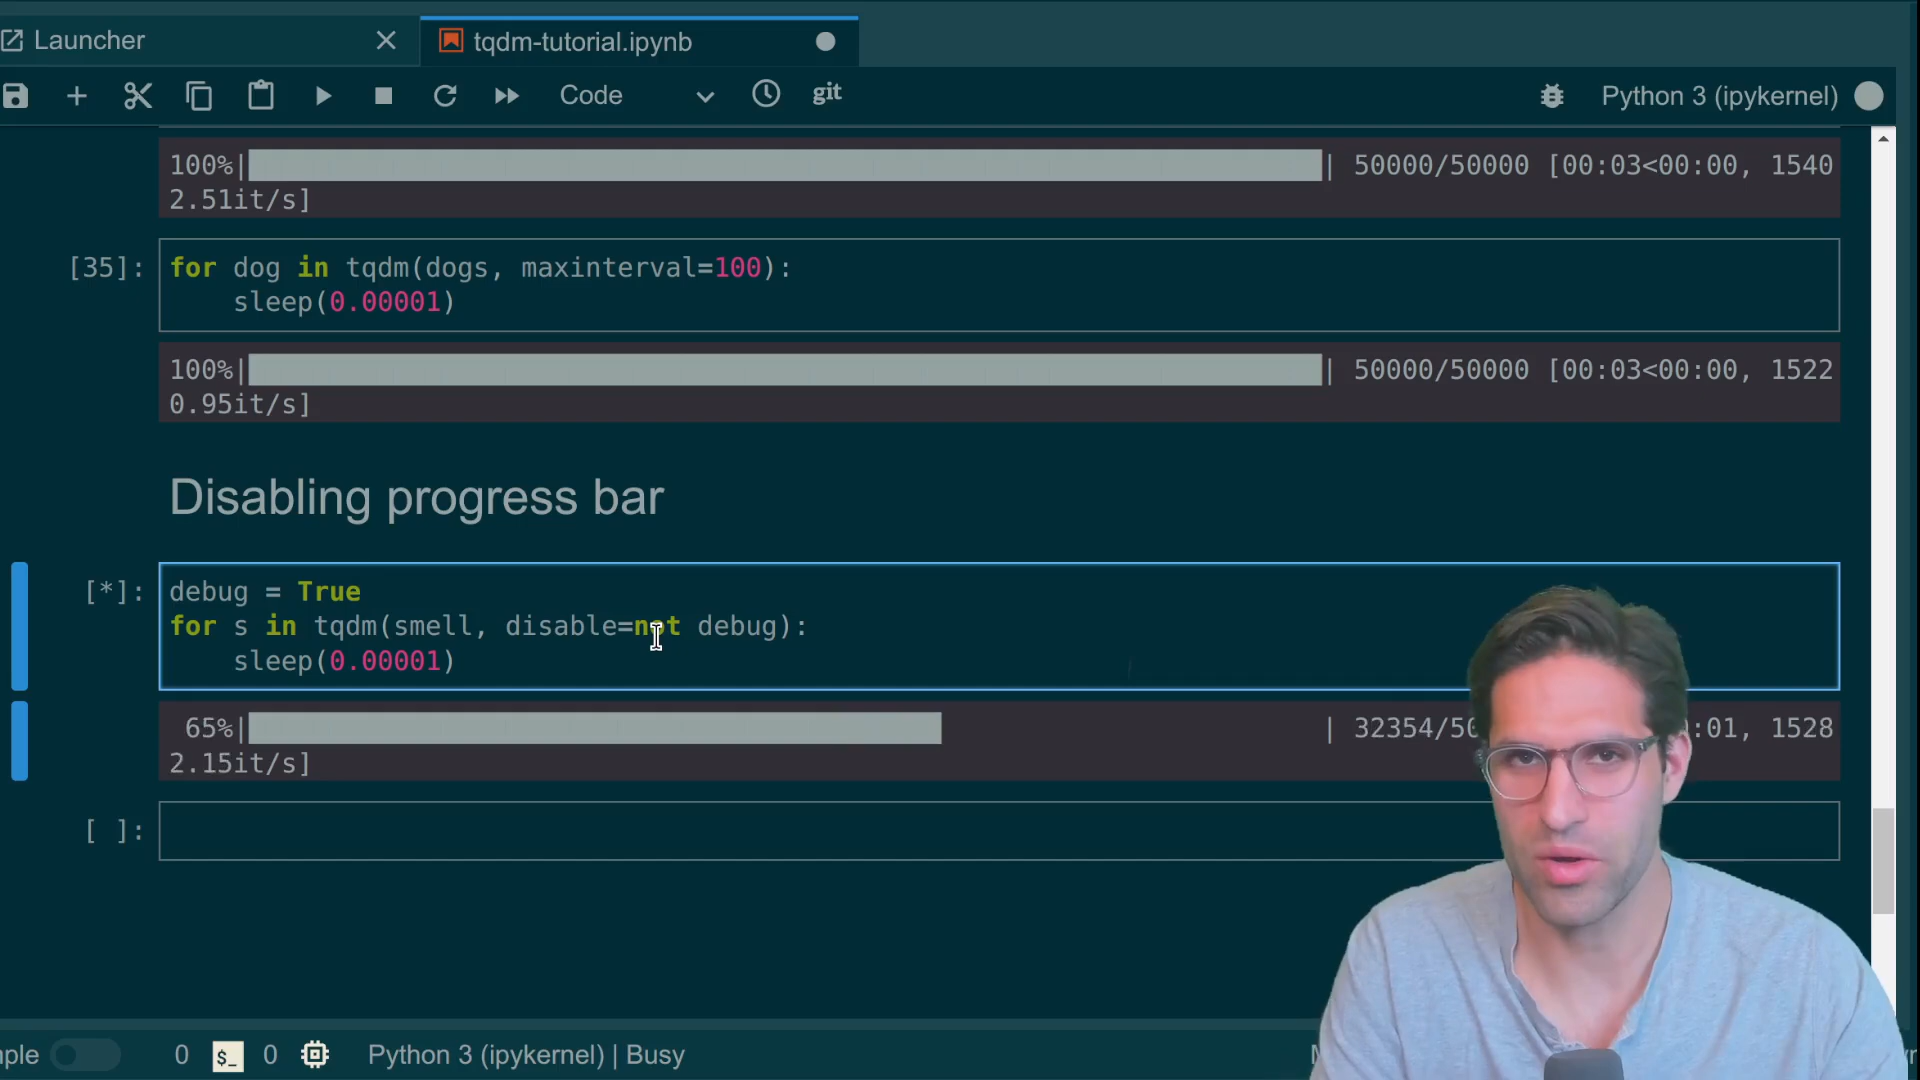 Launcher
tqdm-tutorial.ipynb
Code
git
Python 3 (ipykernel)
100%| | 50000/50000 [00:03<00:00, 1540
2.51it/s]
[35]:
for dog in tqdm(dogs, maxinterval=100):
sleep(0.00001)
100%| | 50000/50000 [00:03<00:00, 1522
0.95it/s]
Disabling progress bar
[*]:
debug = True
for s in tqdm(smell, disable=not debug):
sleep(0.00001)
65%| | 32354/50 :01, 1528
2.15it/s]
[ ]:
ple 0 $_ 0 Python 3 (ipykernel) | Busy